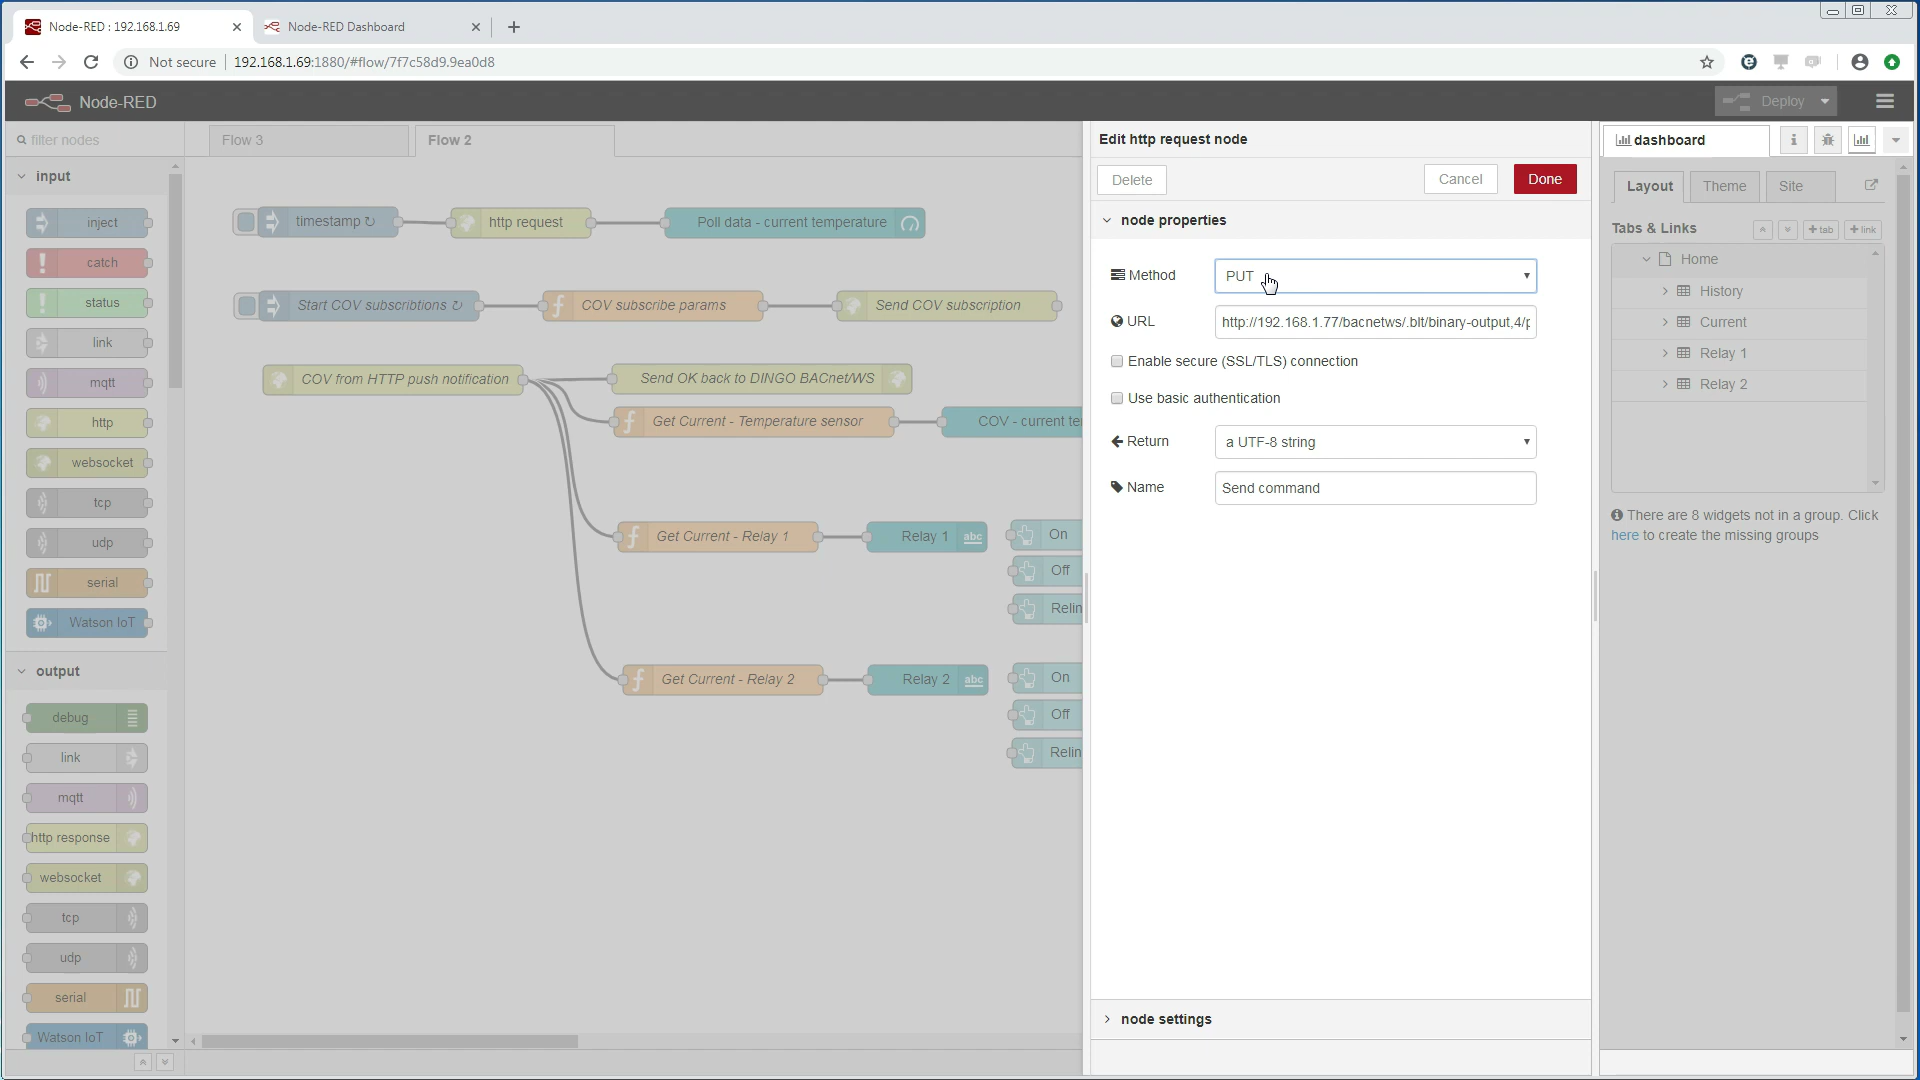 Node-RED : 192.168.1.69
Node-RED Dashboard
Not secure
192.168.1.69:1880/#flow/7f7c58d9.9ea0d8
Node-RED
Deploy
filter nodes
Flow 3
Flow 2
input
inject
catch
status
link
mqtt
http
websocket
tcp
udp
serial
Watson IoT
output
debug
link
mqtt
http response
websocket
tcp
udp
serial
Watson IoT
timestamp ↻
http request
Poll data - current temperature
Start COV subscribtions ↻
COV subscribe params
Send COV subscription
COV from HTTP push notification
Send OK back to DINGO BACnet/WS
Get Current - Temperature sensor
COV - current te
Get Current - Relay 1
Relay 1
abc
On
Off
Relin
Get Current - Relay 2
Relay 2
abc
On
Off
Relin
Edit http request node
Delete
Cancel
Done
node properties
Method
PUT
URL
http://192.168.1.77/bacnetws/.blt/binary-output,4/p
Enable secure (SSL/TLS) connection
Use basic authentication
Return
a UTF-8 string
Name
Send command
node settings
dashboard
i
Layout
Theme
Site
Tabs & Links
+ tab
+ link
Home
History
Current
Relay 1
Relay 2
There are 8 widgets not in a group. Click
here to create the missing groups